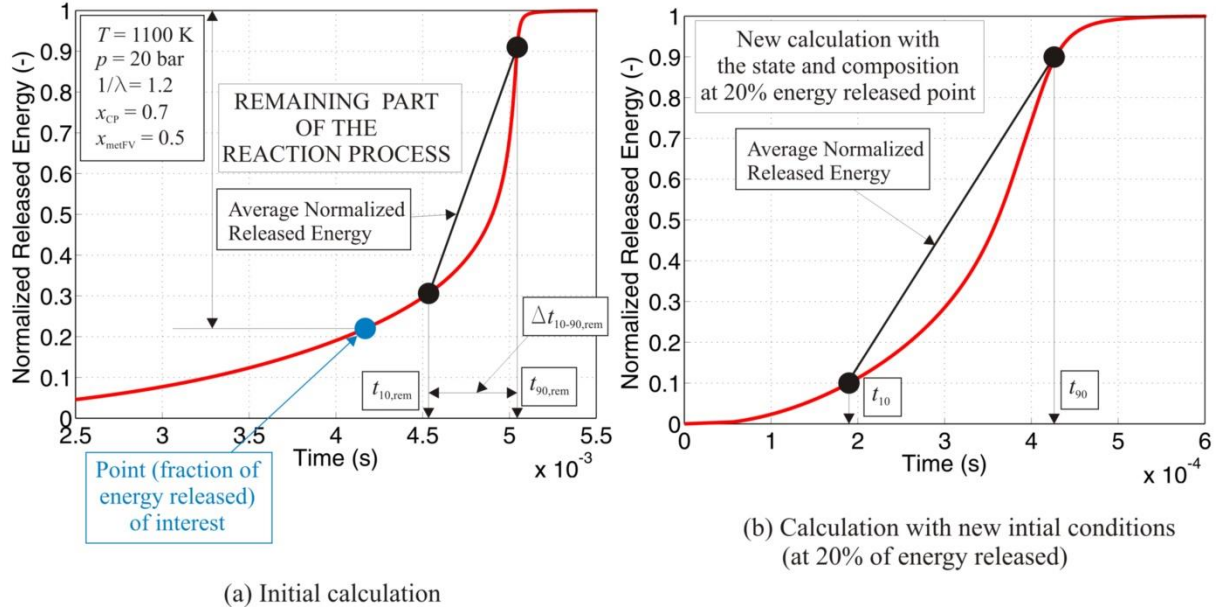 Normalized Released Energy (-)
1
0.9
0.8
0.7
0.6
0.5
0.4
0.3
0.2
0.1
0
T = 1100 K
p = 20 bar
1/λ = 1.2
x_CP = 0.7
x_metFV = 0.5
REMAINING PART
OF THE
REACTION PROCESS
Average Normalized
Released Energy
Δt_10-90,rem
t_10,rem
t_90,rem
2.5 3 3.5 4 4.5 5 5.5
Time (s)
x 10^-3
Point (fraction of
energy released)
of interest
(a) Initial calculation
Normalized Released Energy (-)
1
0.9
0.8
0.7
0.6
0.5
0.4
0.3
0.2
0.1
0
New calculation with
the state and composition
at 20% energy released point
Average Normalized
Released Energy
t_10
t_90
0 1 2 3 4 5 6
Time (s)
x 10^-4
(b) Calculation with new intial conditions
(at 20% of energy released)